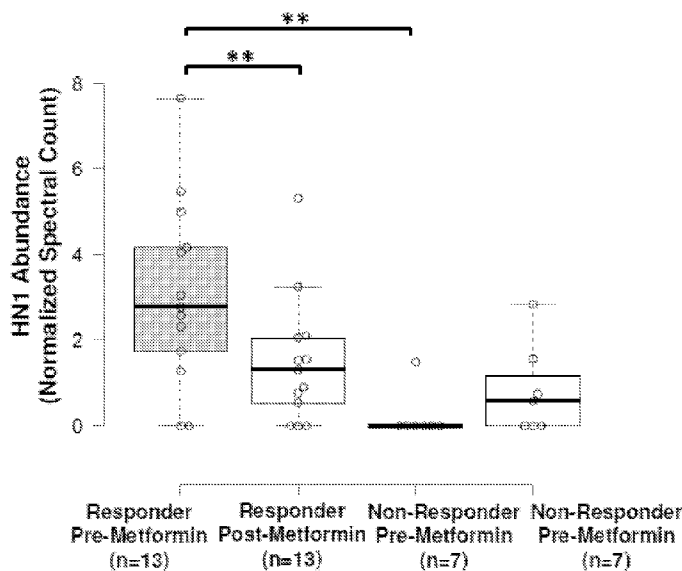 **
**
8
6
4
2
0
HN1 Abundance
(Normalized Spectral Count)
Responder
Pre-Metformin
(n=13)
Responder
Post-Metformin
(n=13)
Non-Responder
Pre-Metformin
(n=7)
Non-Responder
Pre-Metformin
(n=7)